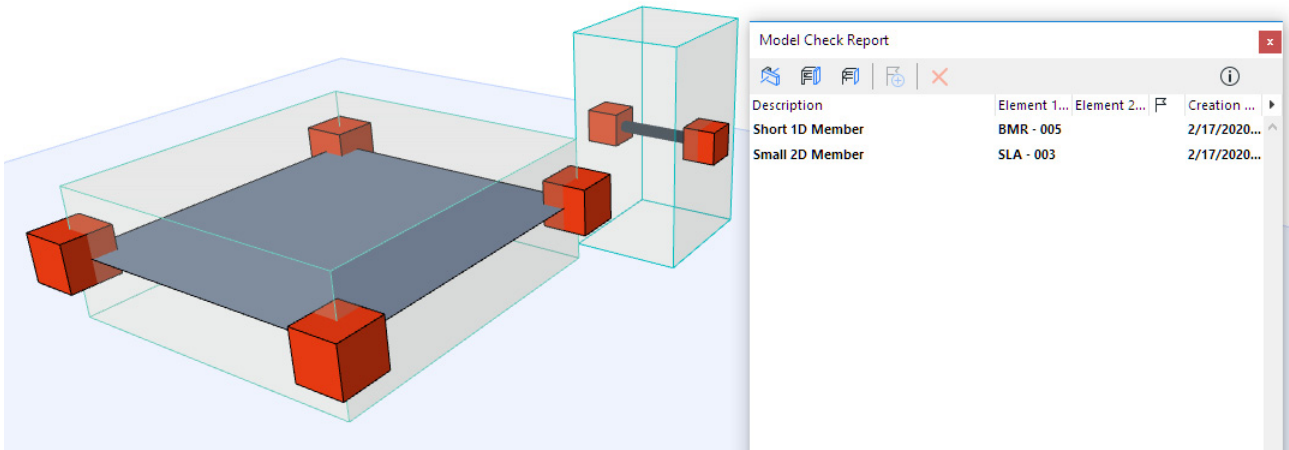 Model Check Report
x
Description Element 1... Element 2... Creation ...
Short 1D Member BMR - 005 2/17/2020...
Small 2D Member SLA - 003 2/17/2020...